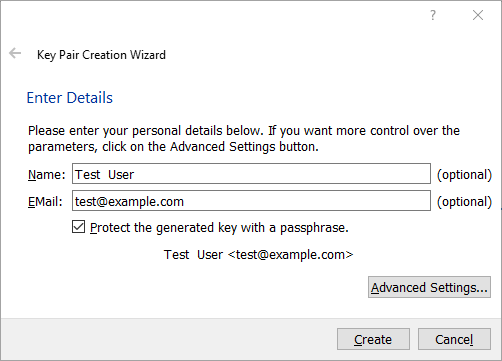 ?
Key Pair Creation Wizard
Enter Details
Please enter your personal details below. If you want more control over the
parameters, click on the Advanced Settings button.
Name: Test  User (optional)
EMail: test@example.com (optional)
Protect the generated key with a passphrase.
Test  User <test@example.com>
Advanced Settings...
Create Cancel